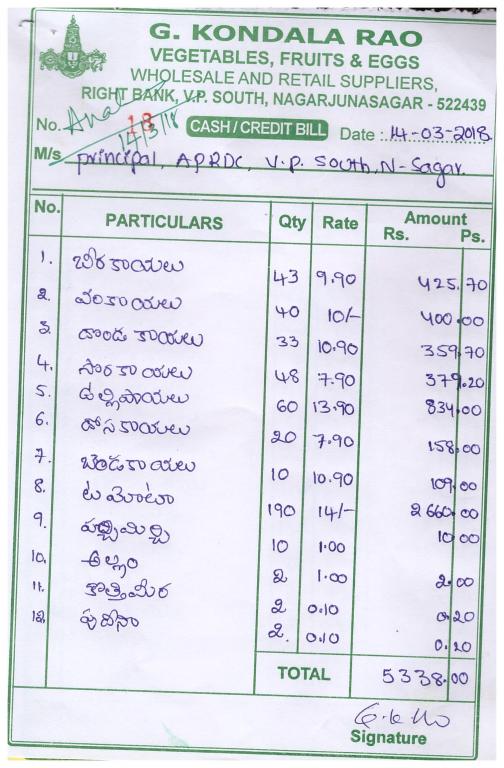 G. KONDALA RAO
VEGETABLES, FRUITS & EGGS
WHOLESALE AND RETAIL SUPPLIERS,
RIGHT BANK, V.P. SOUTH, NAGARJUNASAGAR - 522439
No. 18 CASH / CREDIT BILL Date : 14-03-2018
14/3/18
M/s principal, APRDC, V.P. South, N-Sagar.
No. PARTICULARS Qty Rate Amount
Rs. Ps.
1. బీరకాయలు 43 9.90 425.70
2. వంకాయలు 40 10/- 400.00
3. దొండకాయలు 33 10.90 359.70
4. సొరకాయలు 48 7.90 379.20
5. ఉల్లిపాయలు 60 13.90 834.00
6. దోసకాయలు 20 7.90 158.00
7. బెండకాయలు 10 10.90 109.00
8. టమోటా 190 14/- 2660.00
9. పచ్చిమిర్చి 10 1.00 10.00
10. అల్లం 2 1.00 2.00
11. కొత్తిమీర 2 0.10 0.20
12. పుదీనా 2. 0.10 0.20
TOTAL 5338.00
Signature